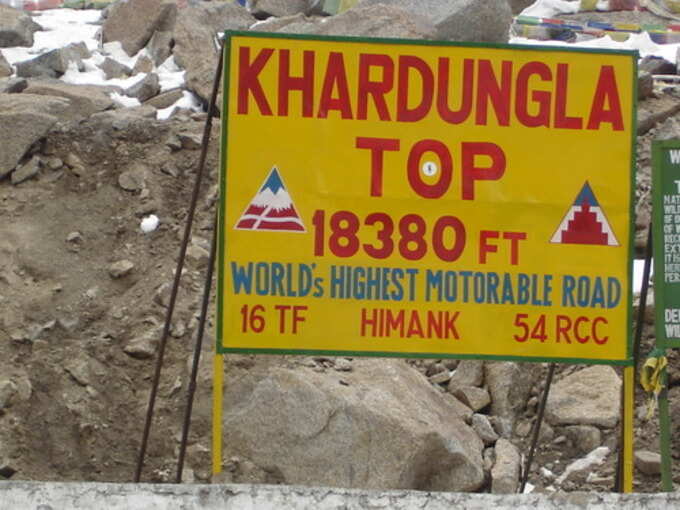 KHARDUNGLA
TOP
18380 FT
WORLD's HIGHEST MOTORABLE ROAD
16 TF HIMANK 54 RCC